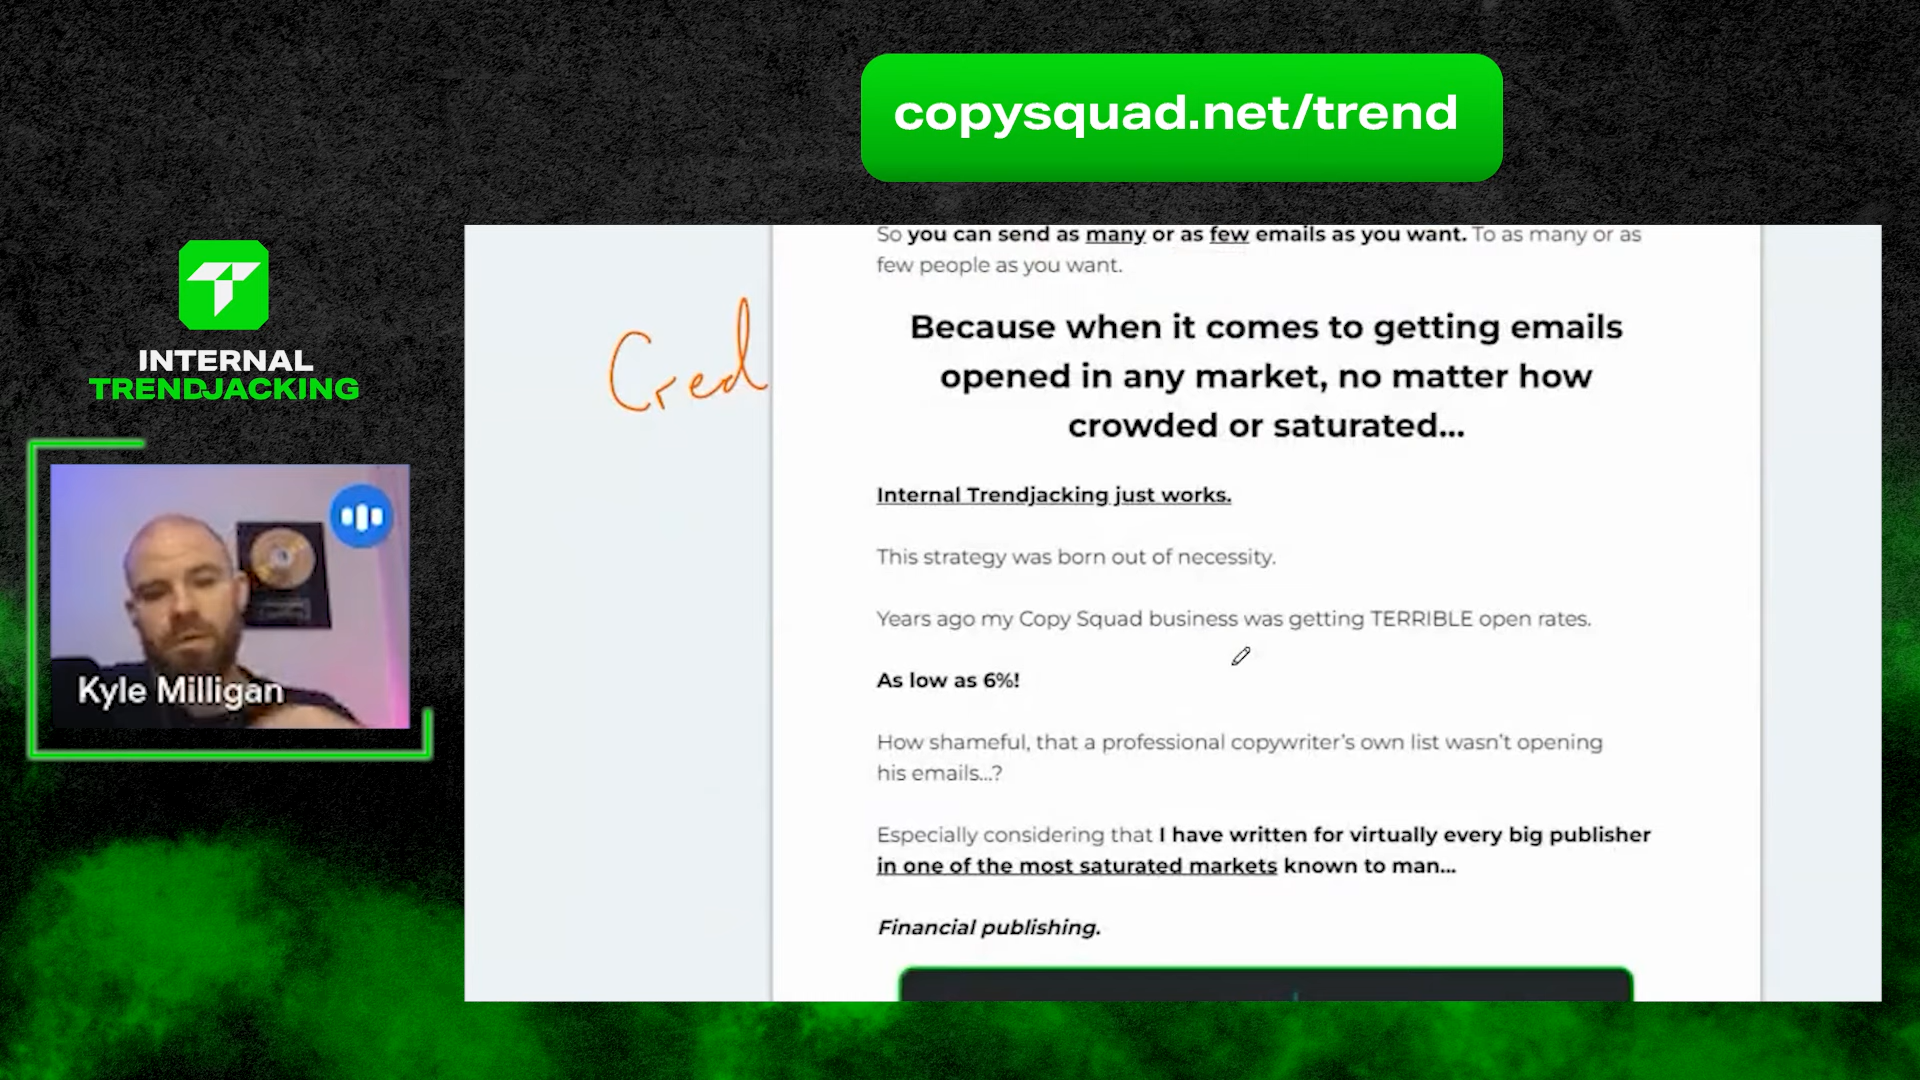 copysquad.net/trend
INTERNAL
TRENDJACKING
Kyle Milligan
Cred
So you can send as many or as few emails as you want. To as many or as
few people as you want.
Because when it comes to getting emails
opened in any market, no matter how
crowded or saturated...
Internal Trendjacking just works.
This strategy was born out of necessity.
Years ago my Copy Squad business was getting TERRIBLE open rates.
As low as 6%!
How shameful, that a professional copywriter's own list wasn't opening
his emails...?
Especially considering that I have written for virtually every big publisher
in one of the most saturated markets known to man...
Financial publishing.